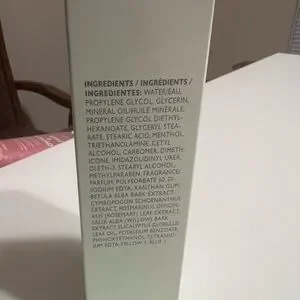 INGREDIENTS / INGRÉDIENTS /
INGREDIENTES: WATER/EAU,
PROPYLENE GLYCOL, GLYCERIN,
MINERAL OIL/HUILE MINÉRALE,
PROPYLENE GLYCOL DIETHYL-
HEXANOATE, GLYCERYL STEA-
RATE, STEARIC ACID, MENTHOL,
TRIETHANOLAMINE, CETYL
ALCOHOL, CARBOMER, DIMETH-
ICONE, IMIDAZOLIDINYL UREA,
OLETH-3, STEARYL ALCOHOL,
METHYLPARABEN, FRAGRANCE/
PARFUM, POLYSORBATE 60, DI-
SODIUM EDTA, XANTHAN GUM,
BETULA ALBA BARK EXTRACT,
CYMBOPOGON SCHOENANTHUS
EXTRACT, ROSMARINUS OFFICIN-
ALIS (ROSEMARY) LEAF EXTRACT,
SALIX ALBA (WILLOW) BARK
EXTRACT, EUCALYPTUS GLOBULUS
LEAF OIL, POTASSIUM BENZOATE,
PHENOXYETHANOL, TETRASOD-
IUM EDTA, YELLOW 5, BLUE 1